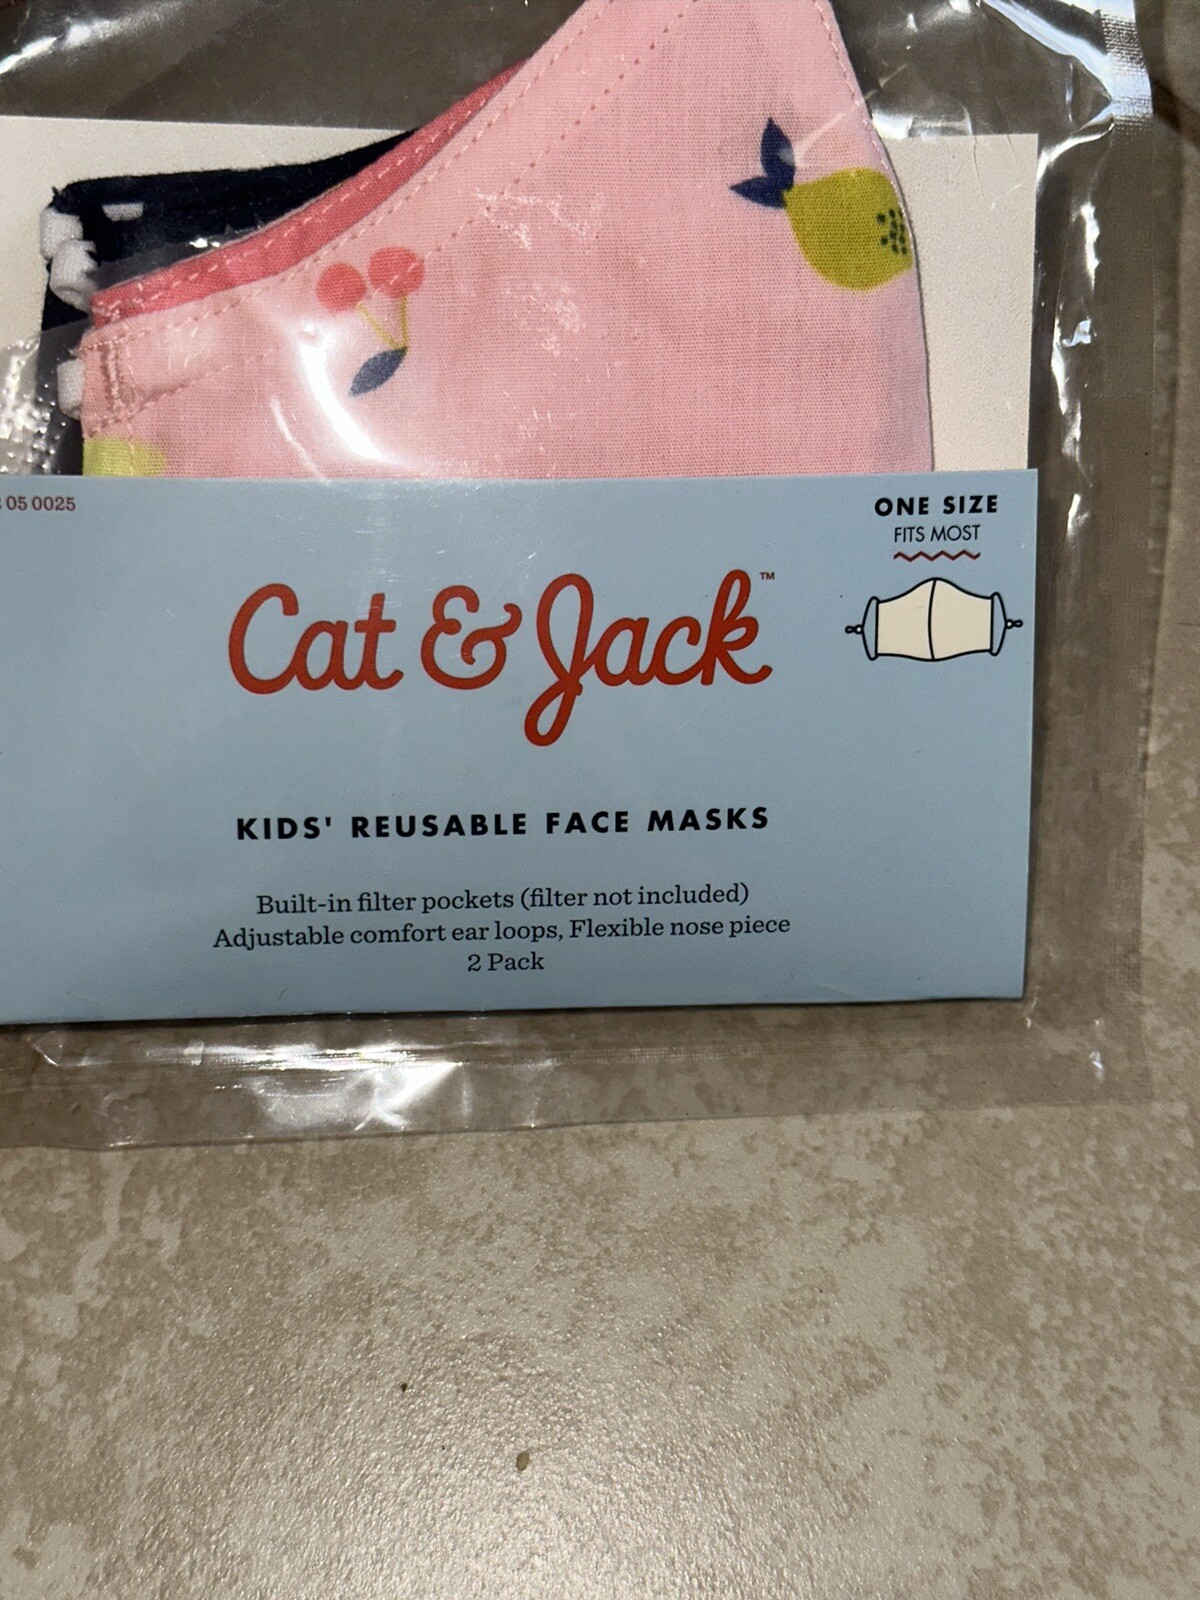 05 0025
ONE SIZE
FITS MOST
Cat & Jack™
KIDS' REUSABLE FACE MASKS
Built-in filter pockets (filter not included)
Adjustable comfort ear loops, Flexible nose piece
2 Pack